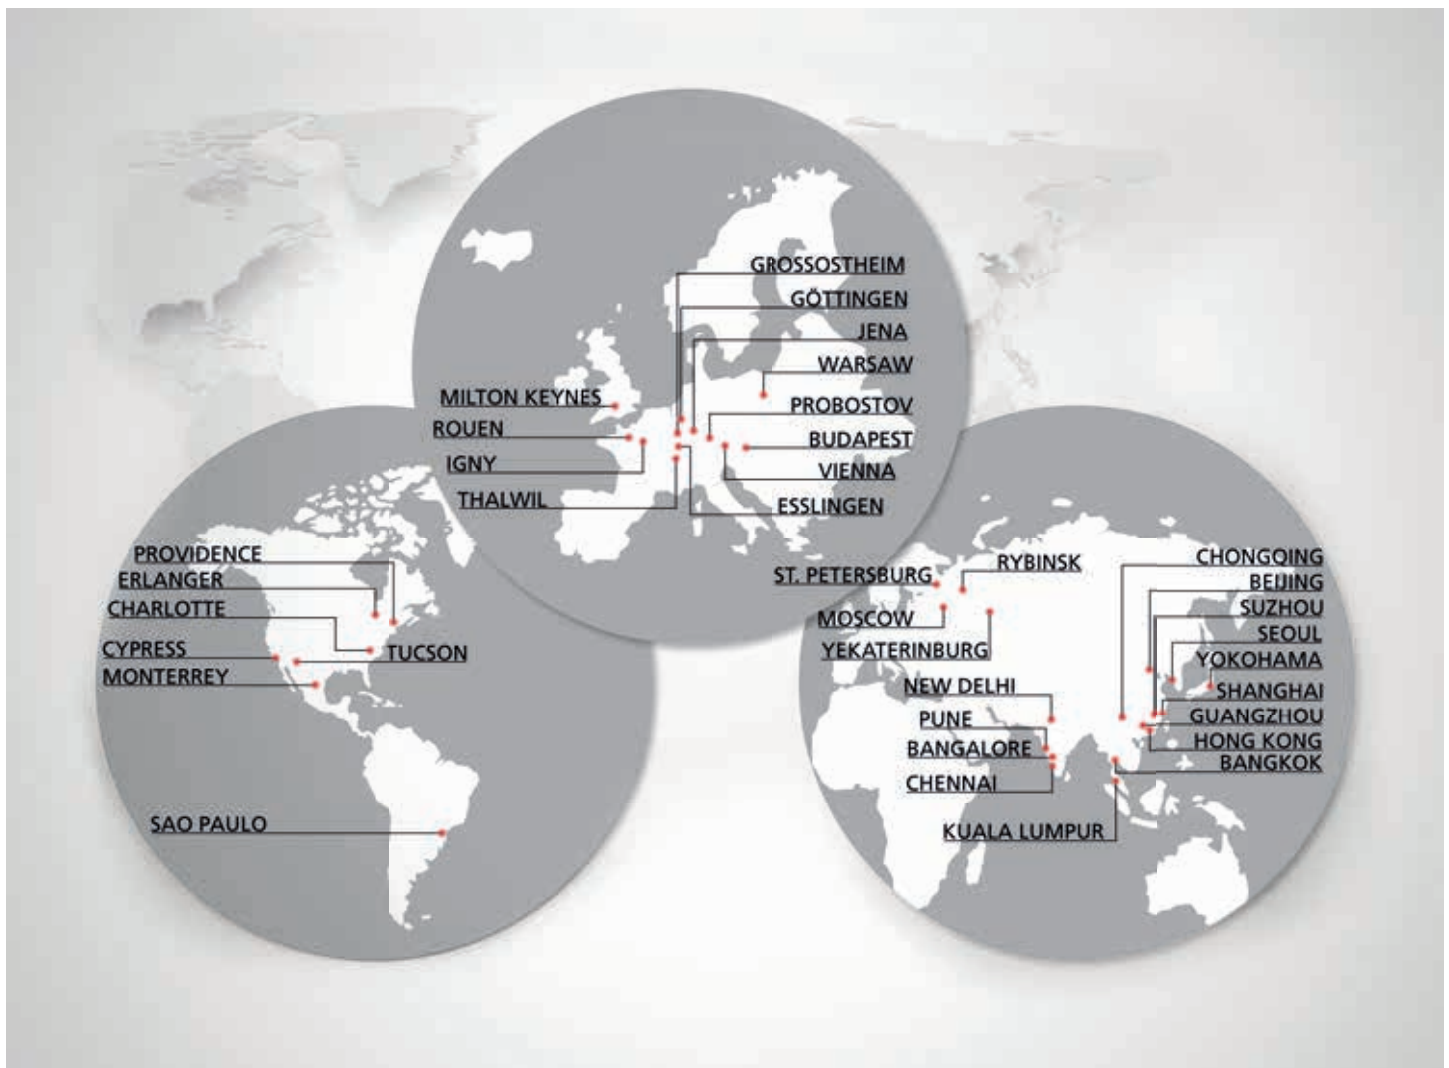 GROSSOSTHEIM
GÖTTINGEN
JENA
WARSAW
MILTON KEYNES
PROBOSTOV
ROUEN
BUDAPEST
IGNY
VIENNA
THALWIL
ESSLINGEN
PROVIDENCE
ERLANGER
CHARLOTTE
CYPRESS
TUCSON
MONTERREY
SAO PAULO
ST. PETERSBURG
RYBINSK
MOSCOW
YEKATERINBURG
NEW DELHI
PUNE
BANGALORE
CHENNAI
KUALA LUMPUR
CHONGQING
BEIJING
SUZHOU
SEOUL
YOKOHAMA
SHANGHAI
GUANGZHOU
HONG KONG
BANGKOK